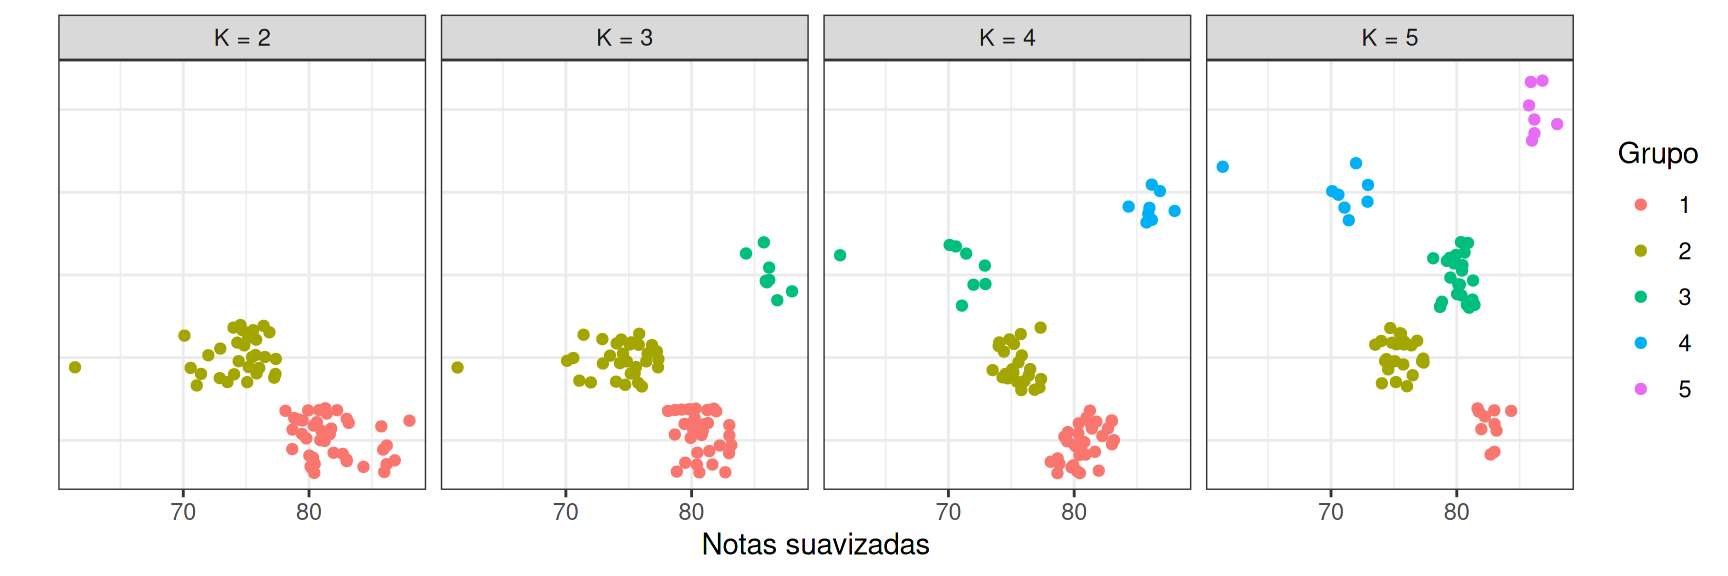 K = 2
K = 3
K = 4
K = 5
70
80
70
80
70
80
70
80
Notas suavizadas
Grupo
1
2
3
4
5